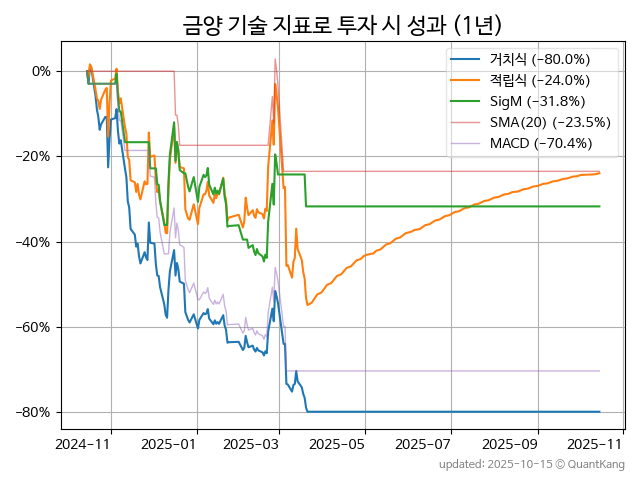 금양 기술 지표로 투자 시 성과 (1년)
거치식 (−80.0%)
적립식 (−24.0%)
SigM (−31.8%)
SMA(20) (−23.5%)
MACD (−70.4%)
0%
−20%
−40%
−60%
−80%
2024-11 2025-01 2025-03 2025-05 2025-07 2025-09 2025-11
updated: 2025-10-15 © QuantKang